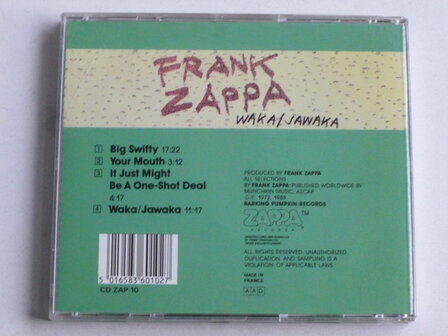 FRANK
ZAPPA
WAKA/JAWAKA
1 Big Swifty 17:22
2 Your Mouth 3:12
3 It Just Might
Be A One-Shot Deal
4:17
4 Waka/Jawaka 11:17
PRODUCED BY FRANK ZAPPA
ALL SELECTIONS
BY FRANK ZAPPA/PUBLISHED WORLDWIDE BY
MUNCHKIN MUSIC, ASCAP
©℗ 1972, 1988
BARKING PUMPKIN RECORDS
ZAPPA™
RECORDS
ALL RIGHTS RESERVED. UNAUTHORIZED
DUPLICATION AND SAMPLING IS A
VIOLATION OF APPLICABLE LAWS.
MADE IN
FRANCE
AAD
5 016583 601027
CD ZAP 10